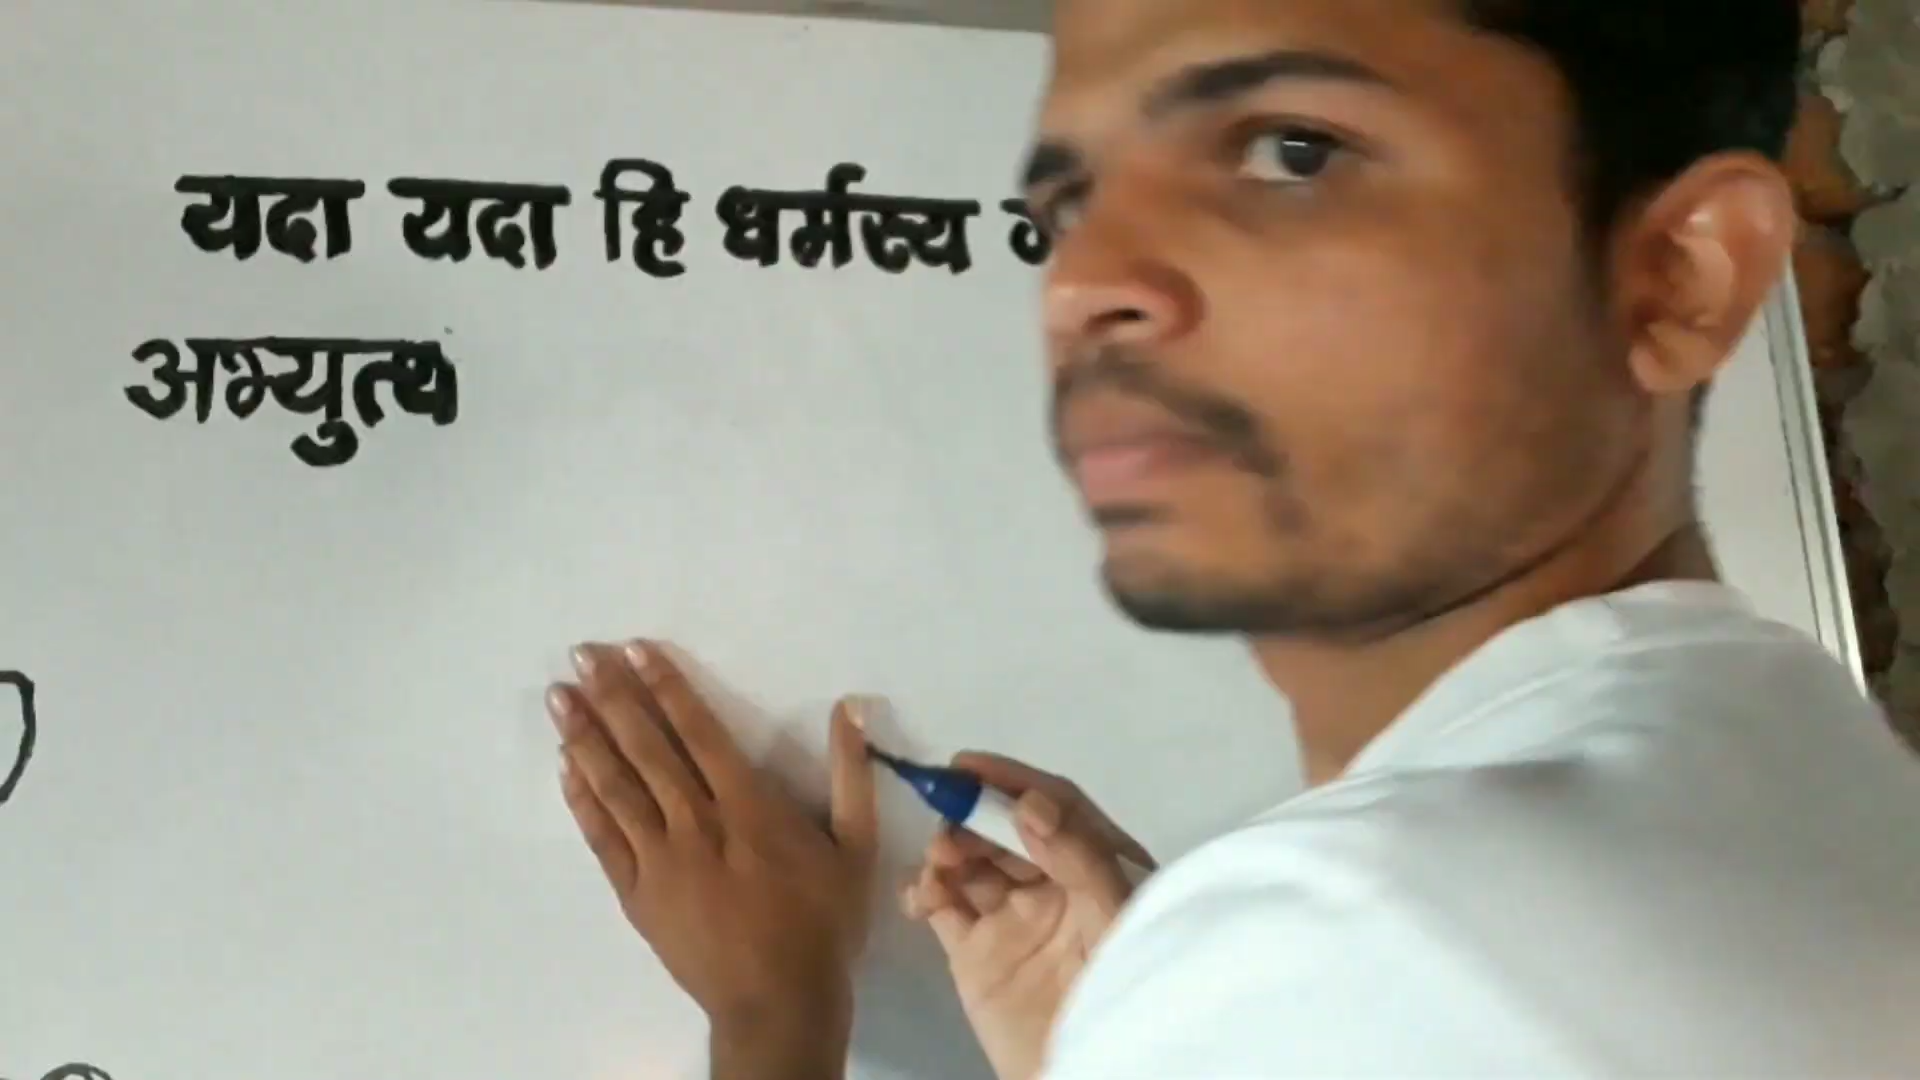 यदा यदा हि धर्मस्य
अभ्युत्थ